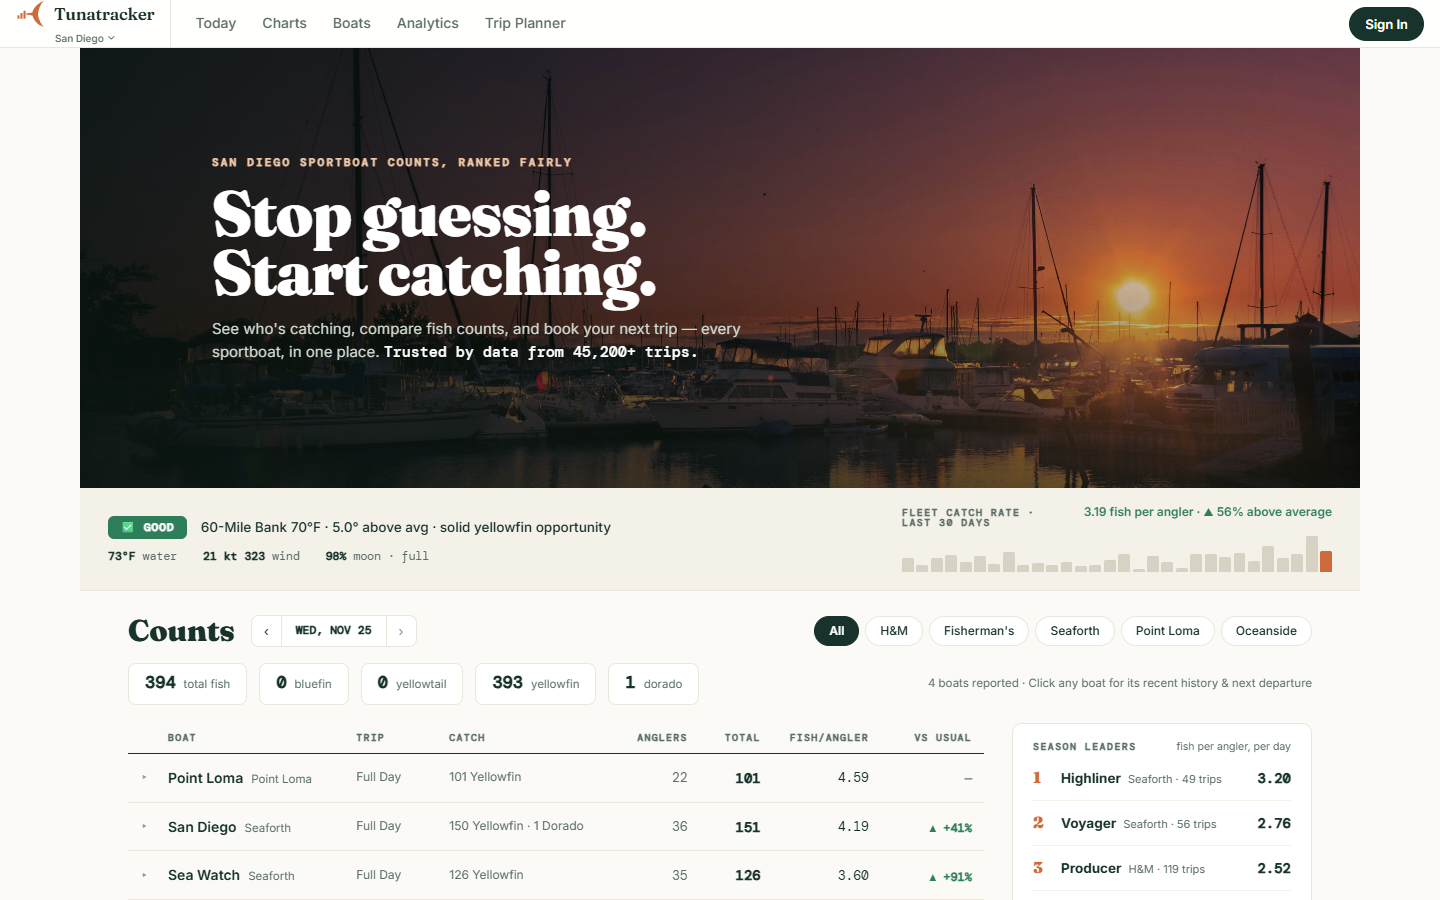 Tunatracker
San Diego
Today Charts Boats Analytics Trip Planner
Sign In
SAN DIEGO SPORTBOAT COUNTS, RANKED FAIRLY
Stop guessing.
Start catching.
See who's catching, compare fish counts, and book your next trip — every
sportboat, in one place. Trusted by data from 45,200+ trips.
✅ GOOD 60-Mile Bank 70°F · 5.0° above avg · solid yellowfin opportunity
73°F water 21 kt 323 wind 98% moon · full
FLEET CATCH RATE ·
LAST 30 DAYS
3.19 fish per angler · ▲ 56% above average
Counts
‹ WED, NOV 25 ›
All H&M Fisherman's Seaforth Point Loma Oceanside
394 total fish 0 bluefin 0 yellowtail 393 yellowfin 1 dorado
4 boats reported · Click any boat for its recent history & next departure
BOAT TRIP CATCH ANGLERS TOTAL FISH/ANGLER VS USUAL
▸ Point Loma Point Loma Full Day 101 Yellowfin 22 101 4.59 —
▸ San Diego Seaforth Full Day 150 Yellowfin · 1 Dorado 36 151 4.19 ▲ +41%
▸ Sea Watch Seaforth Full Day 126 Yellowfin 35 126 3.60 ▲ +91%
SEASON LEADERS fish per angler, per day
1 Highliner Seaforth · 49 trips 3.20
2 Voyager Seaforth · 56 trips 2.76
3 Producer H&M · 119 trips 2.52